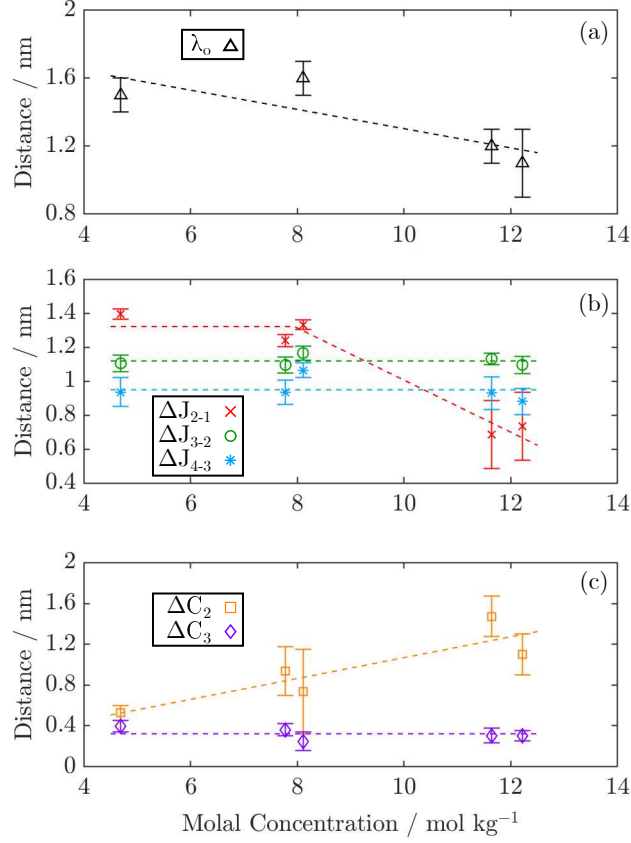 2
(a)
λₒ
1.6
1.2
0.8
Distance / nm
4
6
8
10
12
14
1.6
(b)
1.4
1.2
1
0.8
0.6
0.4
Distance / nm
ΔJ₂₋₁
ΔJ₃₋₂
ΔJ₄₋₃
4
6
8
10
12
14
2
(c)
1.6
1.2
0.8
0.4
0
Distance / nm
ΔC₂
ΔC₃
4
6
8
10
12
14
Molal Concentration / mol kg⁻¹